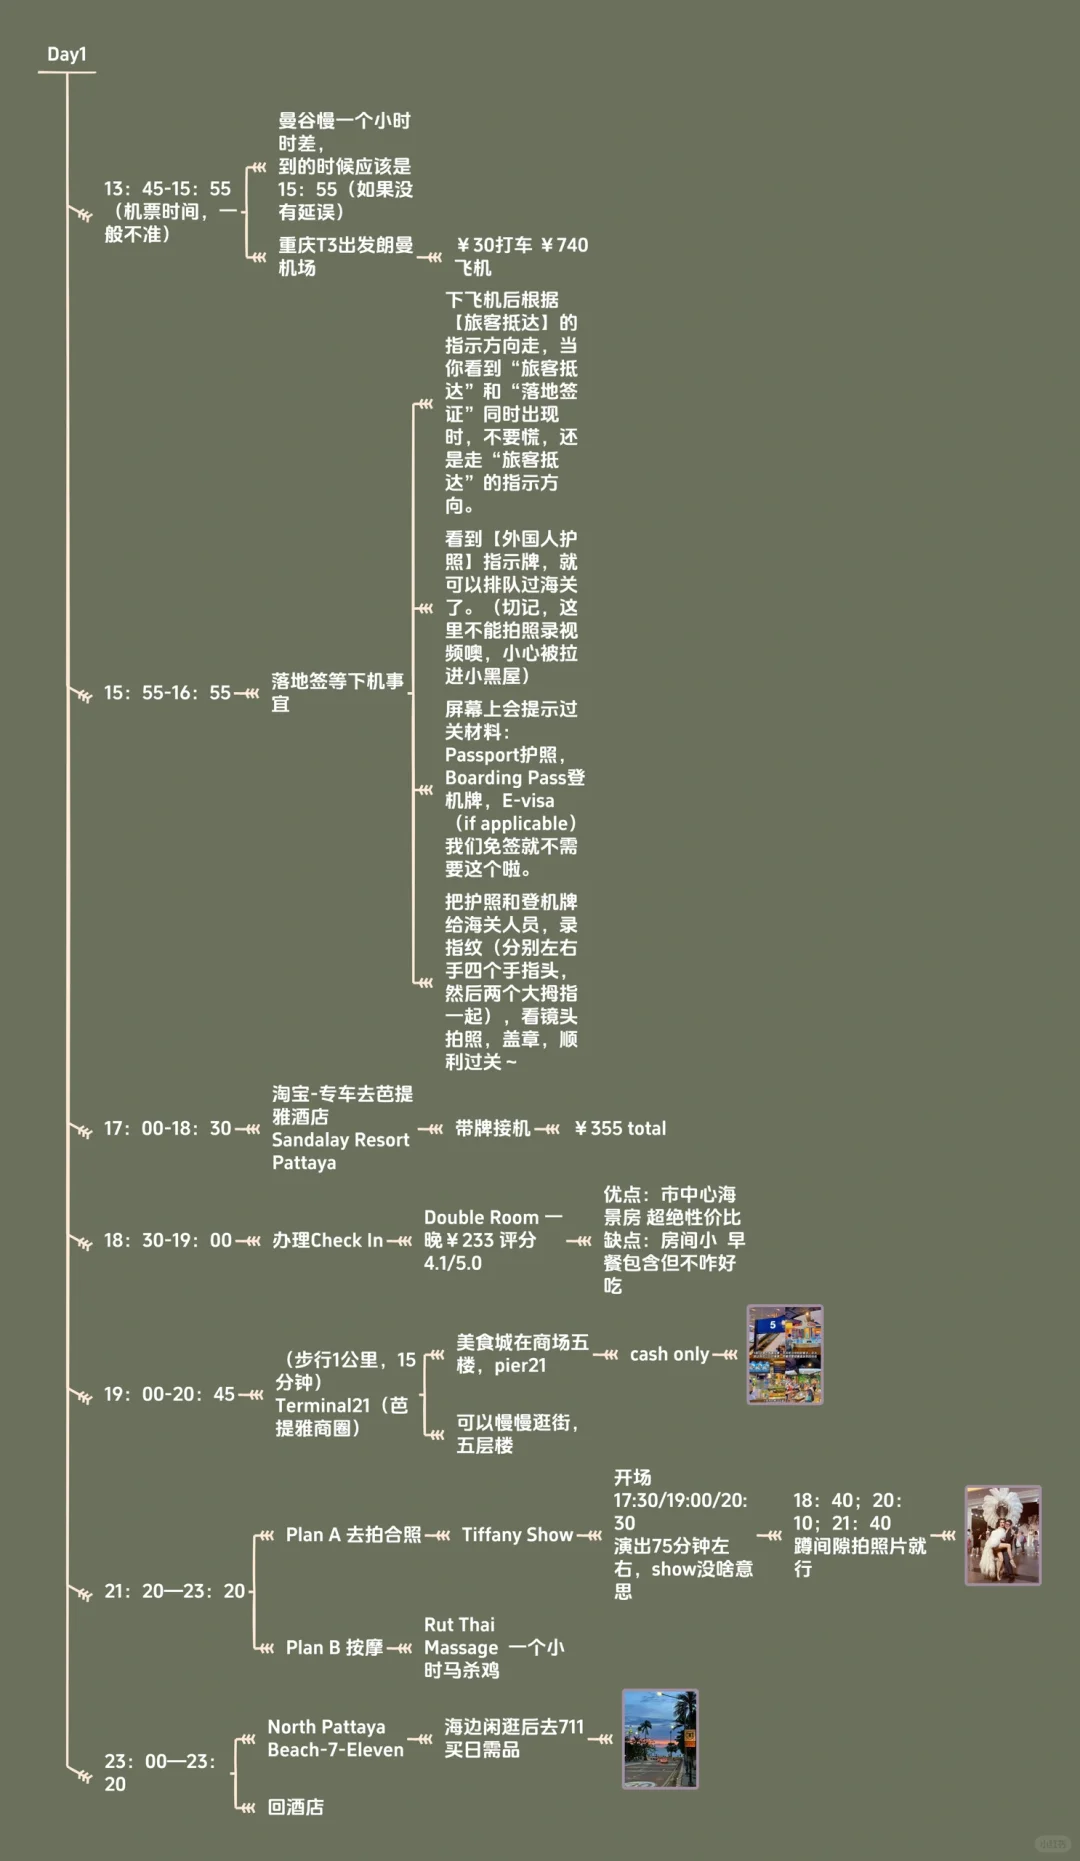 Day1
13：45-15：55
（机票时间，一
般不准）
曼谷慢一个小时
时差，
到的时候应该是
15：55（如果没
有延误）
重庆T3出发朗曼
机场
￥30打车 ￥740
飞机
15：55-16：55
落地签等下机事
宜
下飞机后根据
【旅客抵达】的
指示方向走，当
你看到“旅客抵
达”和“落地签
证”同时出现
时，不要慌，还
是走“旅客抵
达”的指示方
向。
看到【外国人护
照】指示牌，就
可以排队过海关
了。（切记，这
里不能拍照录视
频噢，小心被拉
进小黑屋）
屏幕上会提示过
关材料：
Passport护照，
Boarding Pass登
机牌，E-visa
（if applicable）
我们免签就不需
要这个啦。
把护照和登机牌
给海关人员，录
指纹（分别左右
手四个手指头，
然后两个大拇指
一起），看镜头
拍照，盖章，顺
利过关～
17：00-18：30
淘宝-专车去芭提
雅酒店
Sandalay Resort
Pattaya
带牌接机
￥355 total
18：30-19：00
办理Check In
Double Room 一
晚￥233 评分
4.1/5.0
优点：市中心海
景房 超绝性价比
缺点：房间小 早
餐包含但不咋好
吃
19：00-20：45
（步行1公里，15
分钟）
Terminal21（芭
提雅商圈）
美食城在商场五
楼，pier21
cash only
5
可以慢慢逛街，
五层楼
21：20—23：20
Plan A 去拍合照
Tiffany Show
开场
17:30/19:00/20:
30
演出75分钟左
右，show没啥意
思
18：40；20：
10；21：40
蹲间隙拍照片就
行
Plan B 按摩
Rut Thai
Massage 一个小
时马杀鸡
23：00—23：
20
North Pattaya
Beach-7-Eleven
海边闲逛后去711
买日需品
回酒店
小红书